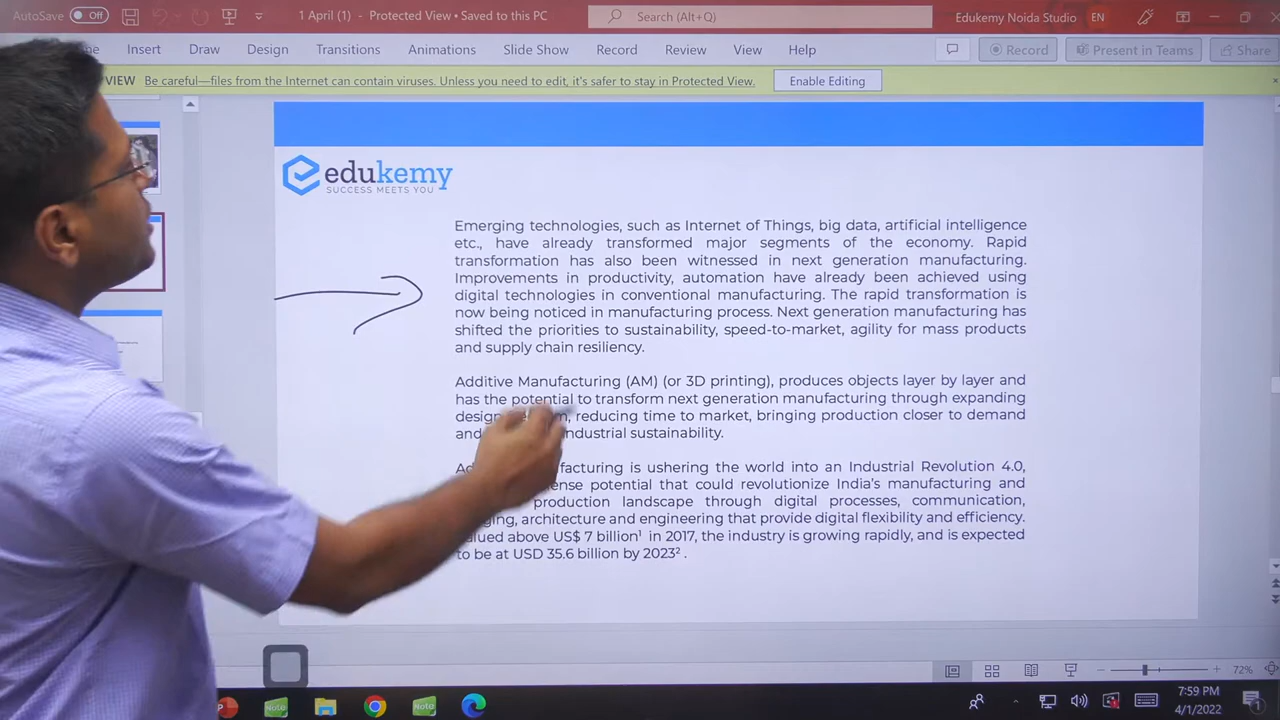 AutoSave Off 1 April (1) - Protected View • Saved to this PC Search (Alt+Q) Edukemy Noida Studio EN
Insert Draw Design Transitions Animations Slide Show Record Review View Help Record Present in Teams Share
VIEW Be careful—files from the Internet can contain viruses. Unless you need to edit, it's safer to stay in Protected View. Enable Editing
edukemy
SUCCESS MEETS YOU
Emerging technologies, such as Internet of Things, big data, artificial intelligence
etc., have already transformed major segments of the economy. Rapid
transformation has also been witnessed in next generation manufacturing.
Improvements in productivity, automation have already been achieved using
digital technologies in conventional manufacturing. The rapid transformation is
now being noticed in manufacturing process. Next generation manufacturing has
shifted the priorities to sustainability, speed-to-market, agility for mass products
and supply chain resiliency.
Additive Manufacturing (AM) (or 3D printing), produces objects layer by layer and
has the potential to transform next generation manufacturing through expanding
design reducing time to market, bringing production closer to demand
and industrial sustainability.
is ushering the world into an Industrial Revolution 4.0,
potential that could revolutionize India's manufacturing and
production landscape through digital processes, communication,
architecture and engineering that provide digital flexibility and efficiency.
above US$ 7 billion¹ in 2017, the industry is growing rapidly, and is expected
to be at USD 35.6 billion by 2023² .
72%
Note Note
7:59 PM
4/1/2022
1